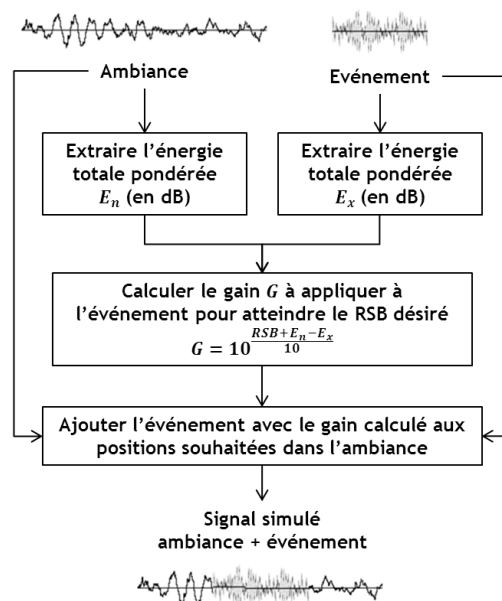 Ambiance
Evénement
Extraire l'énergie
totale pondérée
E_n (en dB)
Extraire l'énergie
totale pondérée
E_x (en dB)
Calculer le gain G à appliquer à
l'événement pour atteindre le RSB désiré
G = 10^{\frac{RSB+E_n-E_x}{10}}
Ajouter l'événement avec le gain calculé aux
positions souhaitées dans l'ambiance
Signal simulé
ambiance + événement